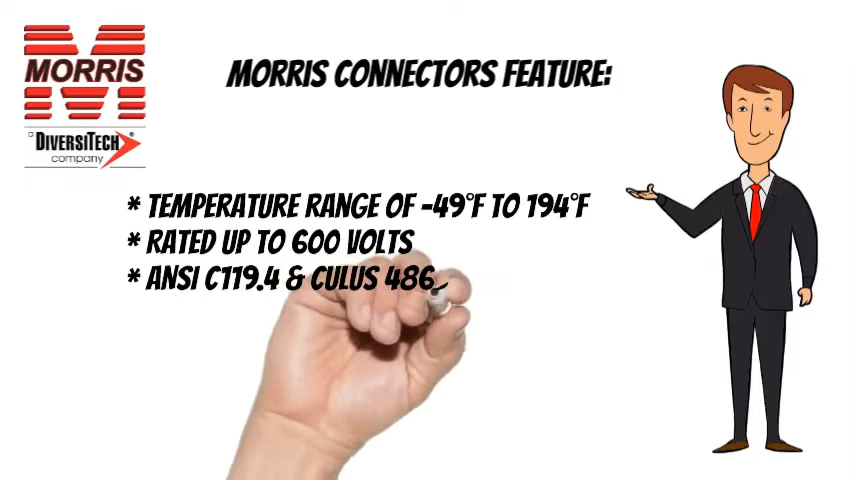 MORRIS
A DIVERSITECH®
company
MORRIS CONNECTORS FEATURE:
* TEMPERATURE RANGE OF -49°F TO 194°F
* RATED UP TO 600 VOLTS
* ANSI C119.4 & CULUS 486